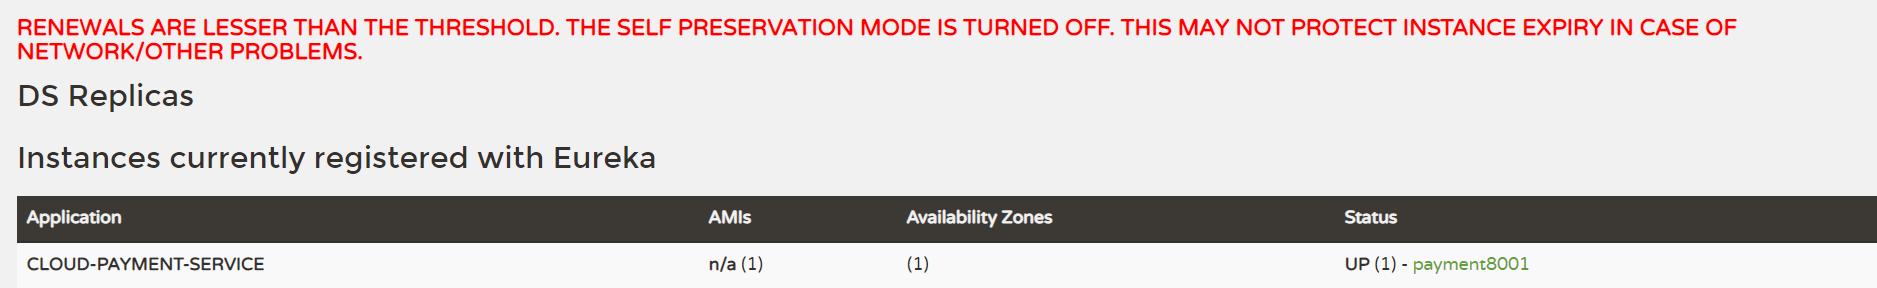 RENEWALS ARE LESSER THAN THE THRESHOLD. THE SELF PRESERVATION MODE IS TURNED OFF. THIS MAY NOT PROTECT INSTANCE EXPIRY IN CASE OF
NETWORK/OTHER PROBLEMS.
DS Replicas
Instances currently registered with Eureka
Application AMIs Availability Zones Status
CLOUD-PAYMENT-SERVICE n/a (1) (1) UP (1) - payment8001